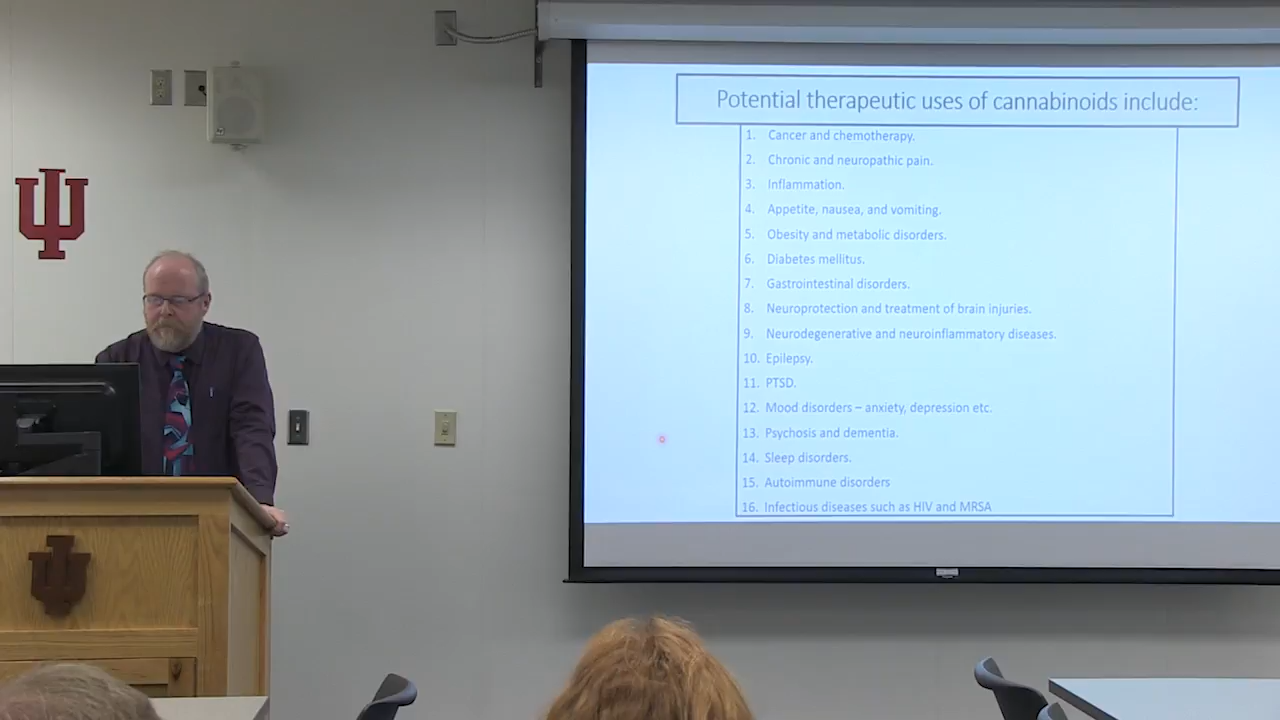 Potential therapeutic uses of cannabinoids include:
1. Cancer and chemotherapy.
2. Chronic and neuropathic pain.
3. Inflammation.
4. Appetite, nausea, and vomiting.
5. Obesity and metabolic disorders.
6. Diabetes mellitus.
7. Gastrointestinal disorders.
8. Neuroprotection and treatment of brain injuries.
9. Neurodegenerative and neuroinflammatory diseases.
10. Epilepsy.
11. PTSD.
12. Mood disorders – anxiety, depression etc.
13. Psychosis and dementia.
14. Sleep disorders.
15. Autoimmune disorders
16. Infectious diseases such as HIV and MRSA